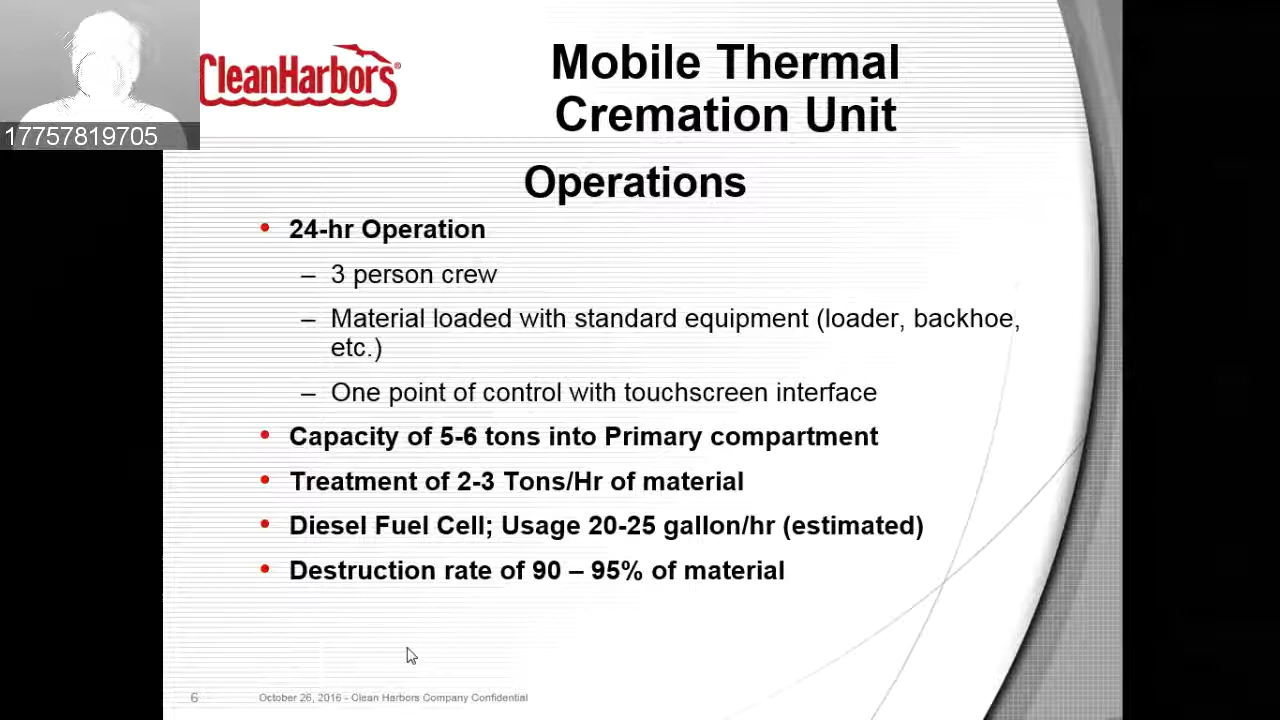 CleanHarbors®
Mobile Thermal
Cremation Unit
17757819705
Operations
• 24-hr Operation
– 3 person crew
– Material loaded with standard equipment (loader, backhoe,
etc.)
– One point of control with touchscreen interface
• Capacity of 5-6 tons into Primary compartment
• Treatment of 2-3 Tons/Hr of material
• Diesel Fuel Cell; Usage 20-25 gallon/hr (estimated)
• Destruction rate of 90 – 95% of material
6 October 26, 2016 - Clean Harbors Company Confidential